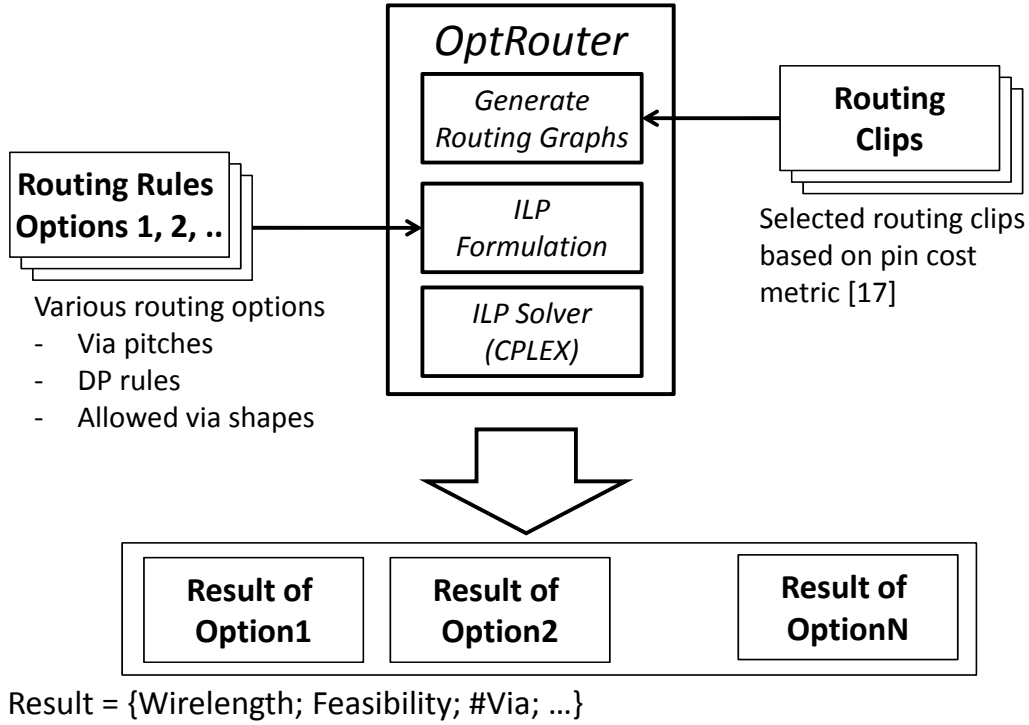 OptRouter
Generate
Routing Graphs
ILP
Formulation
ILP Solver
(CPLEX)
Routing
Clips
Selected routing clips
based on pin cost
metric [17]
Routing Rules
Options 1, 2, ..
Various routing options
- Via pitches
- DP rules
- Allowed via shapes
Result of
Option1
Result of
Option2
Result of
OptionN
Result = {Wirelength; Feasibility; #Via; ...}